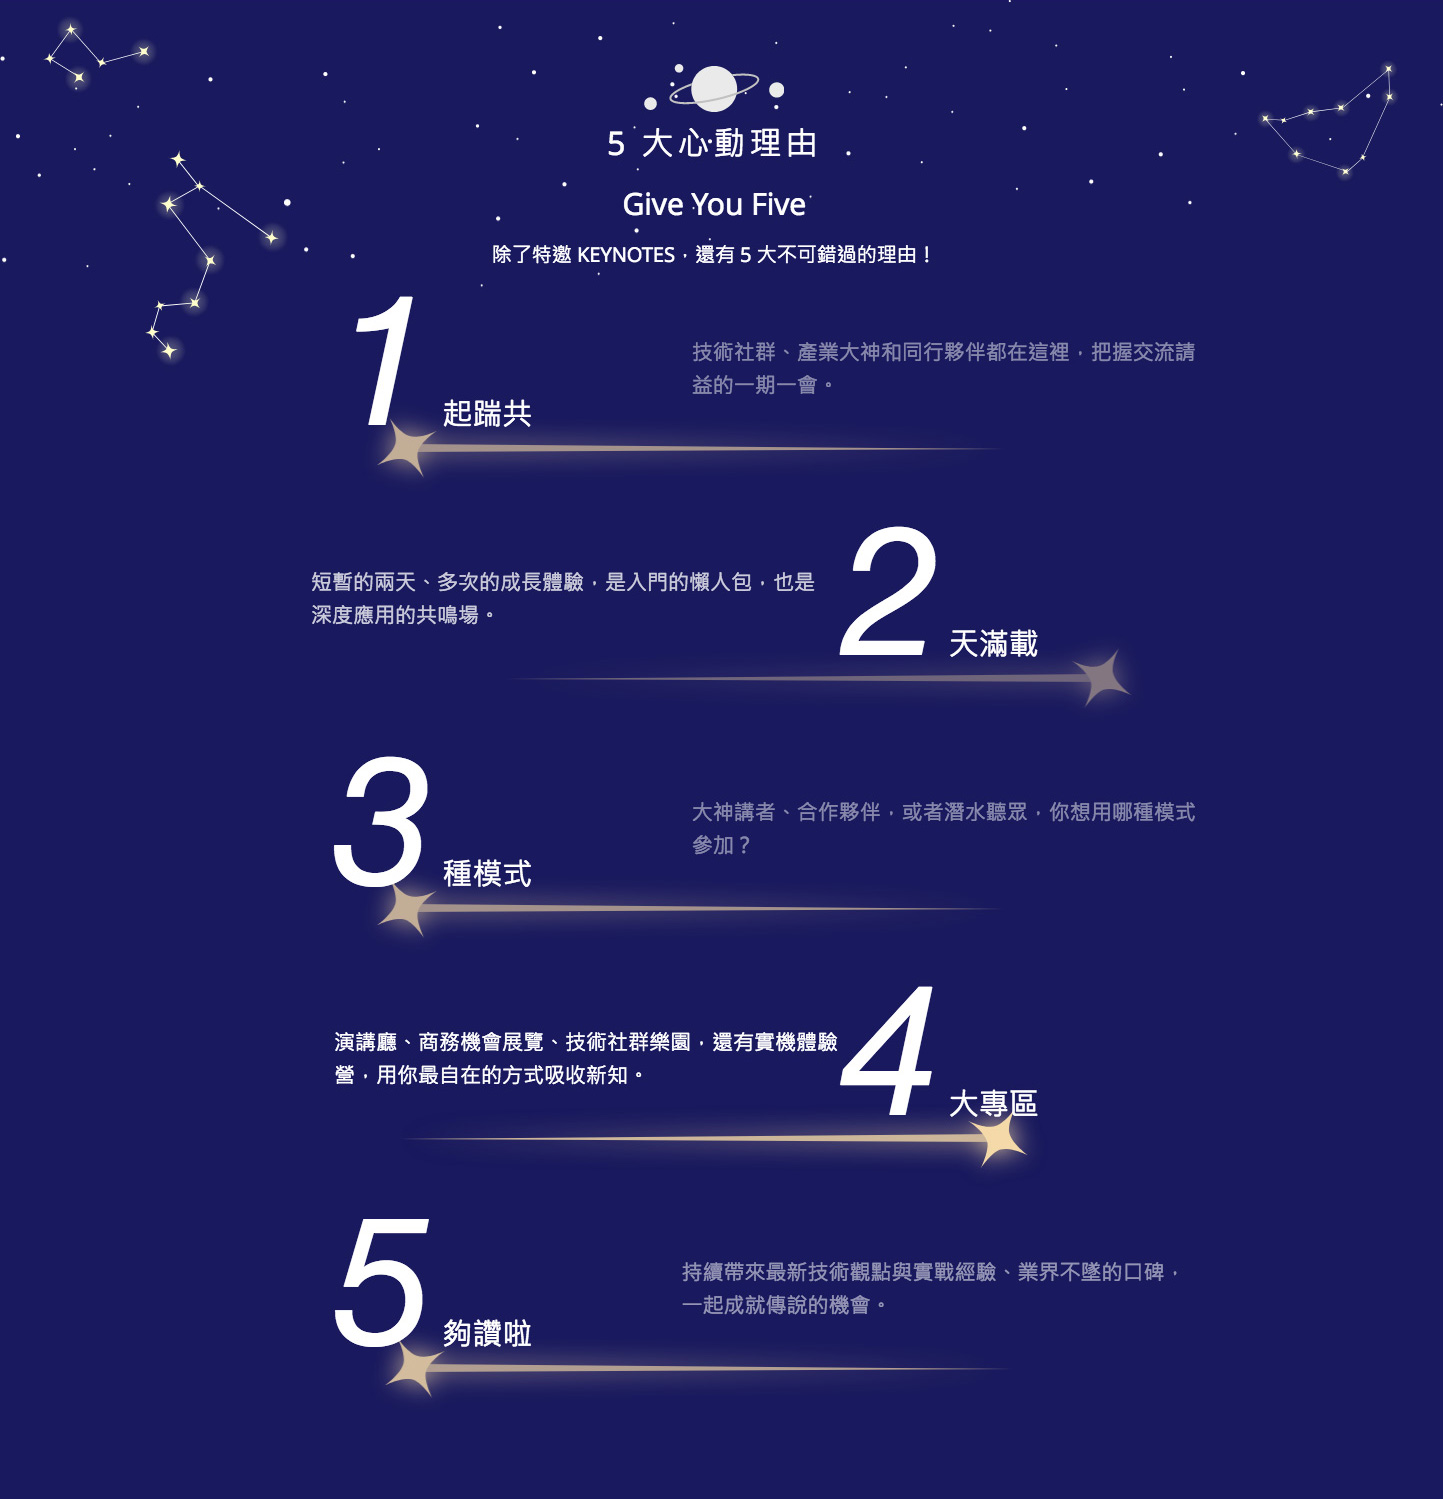 5 大心動理由
Give You Five
除了特邀 KEYNOTES，還有 5 大不可錯過的理由！
1 起踹共
技術社群、產業大神和同行夥伴都在這裡，把握交流請
益的一期一會。
短暫的兩天、多次的成長體驗，是入門的懶人包，也是
深度應用的共鳴場。
2 天滿載
3 種模式
大神講者、合作夥伴，或者潛水聽眾，你想用哪種模式
參加？
演講廳、商務機會展覽、技術社群樂園，還有實機體驗
營，用你最自在的方式吸收新知。
4 大專區
5 夠讚啦
持續帶來最新技術觀點與實戰經驗、業界不墜的口碑，
一起成就傳說的機會。